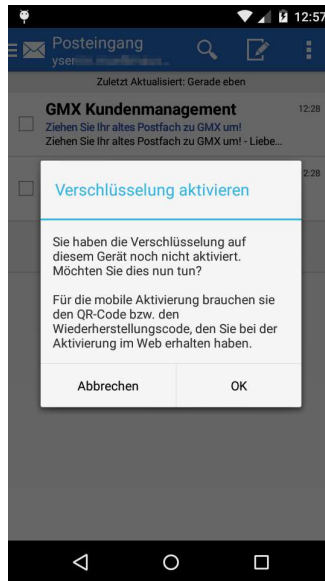 12:57
Posteingang
Zuletzt Aktualisiert: Gerade eben
GMX Kundenmanagement
12:28
Ziehen Sie Ihr altes Postfach zu GMX um!
Ziehen Sie Ihr altes Postfach zu GMX um! - Liebe...
2:28
Verschlüsselung aktivieren
Sie haben die Verschlüsselung auf
diesem Gerät noch nicht aktiviert.
Möchten Sie dies nun tun?
Für die mobile Aktivierung brauchen sie
den QR-Code bzw. den
Wiederherstellungscode, den Sie bei der
Aktivierung im Web erhalten haben.
Abbrechen
OK